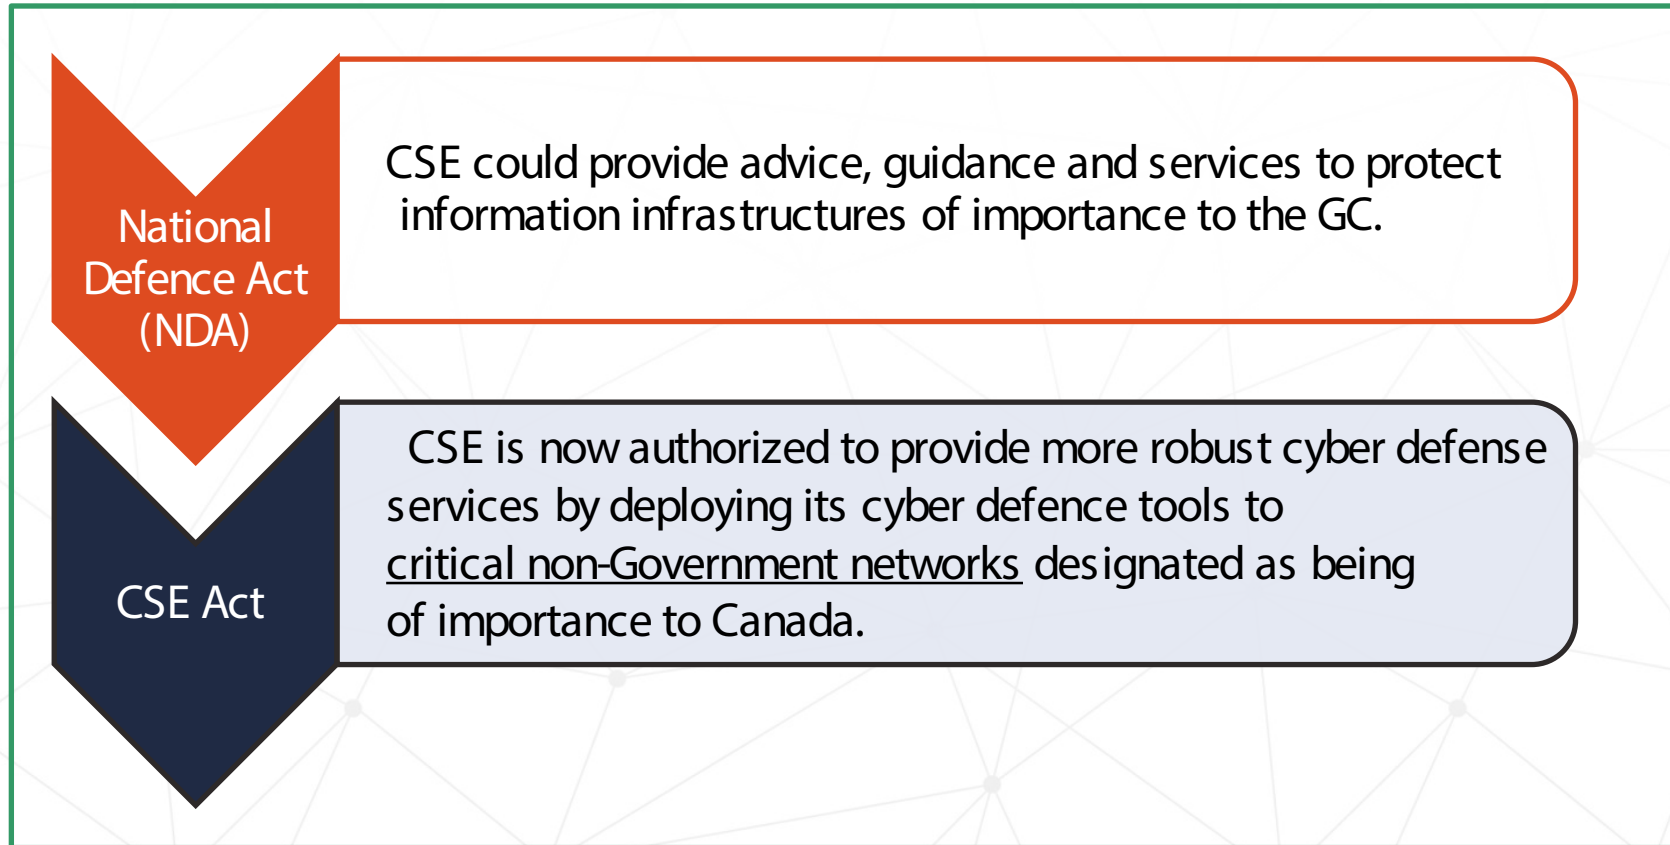 National
Defence Act
(NDA)
CSE could provide advice, guidance and services to protect
information infrastructures of importance to the GC.
CSE Act
CSE is now authorized to provide more robust cyber defense
services by deploying its cyber defence tools to
critical non-Government networks designated as being
of importance to Canada.